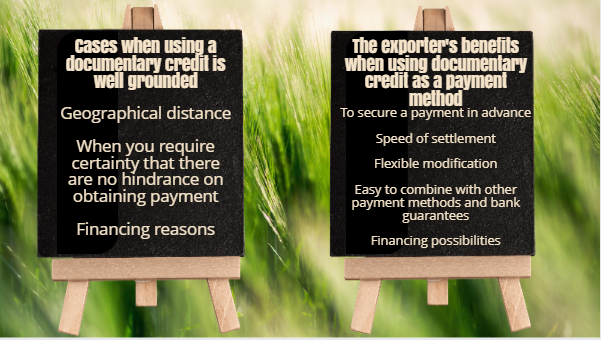 Cases when using a
documentary credit is
well grounded
Geographical distance
When you require
certainty that there
are no hindrance on
obtaining payment
Financing reasons
The exporter's benefits
when using documentary
credit as a payment
method
To secure a payment in advance
Speed of settlement
Flexible modification
Easy to combine with other
payment methods and bank
guarantees
Financing possibilities